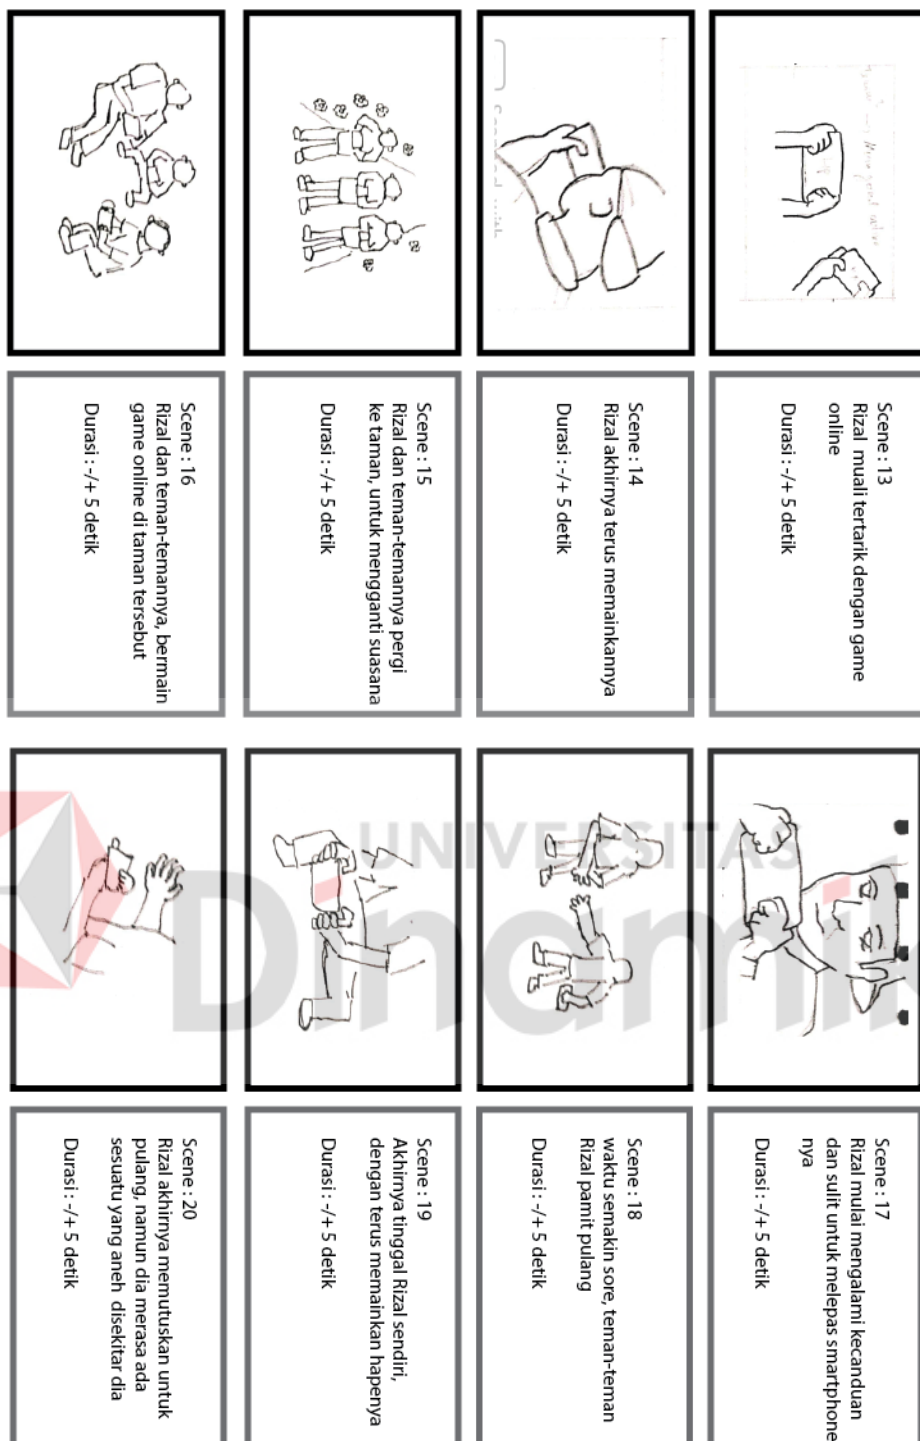 Scene : 13
Rizal muali tertarik dengan game
online
Durasi : -/+ 5 detik
Scene : 14
Rizal akhirnya terus memainkannya
Durasi : -/+ 5 detik
Scene : 15
Rizal dan teman-temannya pergi
ke taman, untuk mengganti suasana
Durasi : -/+ 5 detik
Scene : 16
Rizal dan teman-temannya, bermain
game online di taman tersebut
Durasi : -/+ 5 detik
Scene : 17
Rizal mulai mengalami kecanduan
dan sulit untuk melepas smartphone
nya
Durasi : -/+ 5 detik
Scene : 18
waktu semakin sore, teman-teman
Rizal pamit pulang
Durasi : -/+ 5 detik
Scene : 19
Akhirnya tinggal Rizal sendiri,
dengan terus memainkan hapenya
Durasi : -/+ 5 detik
Scene : 20
Rizal akhirnya memutuskan untuk
pulang, namun dia merasa ada
sesuatu yang aneh disekitar dia
Durasi : -/+ 5 detik
UNIVERSITAS
Dinamik